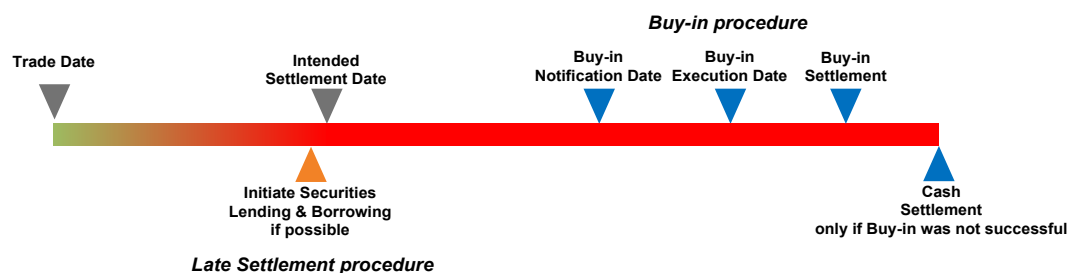 Buy-in procedure
Trade Date
Intended
Settlement Date
Buy-in
Notification Date
Buy-in
Execution Date
Buy-in
Settlement
Initiate Securities
Lending & Borrowing
if possible
Cash
Settlement
only if Buy-in was not successful
Late Settlement procedure